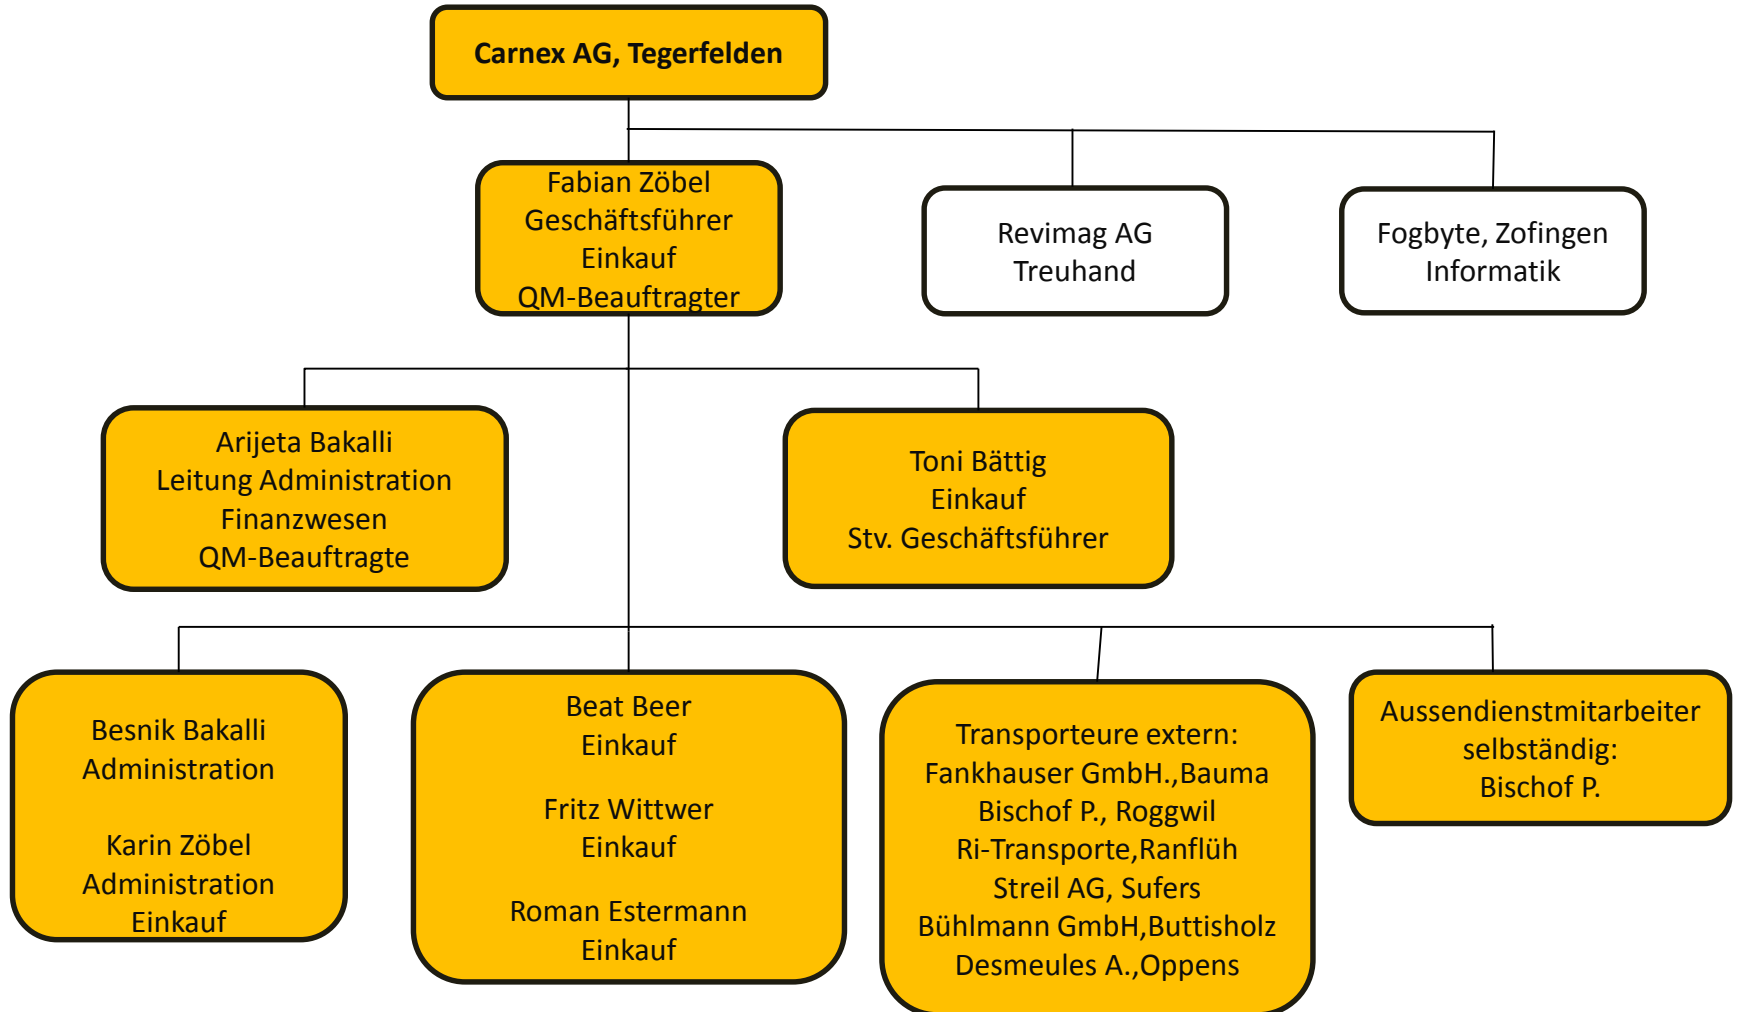 Carnex AG, Tegerfelden
Fabian Zöbel
Geschäftsführer
Einkauf
QM-Beauftragter
Revimag AG
Treuhand
Fogbyte, Zofingen
Informatik
Arijeta Bakalli
Leitung Administration
Finanzwesen
QM-Beauftragte
Toni Bättig
Einkauf
Stv. Geschäftsführer
Besnik Bakalli
Administration
Karin Zöbel
Administration
Einkauf
Beat Beer
Einkauf
Fritz Wittwer
Einkauf
Roman Estermann
Einkauf
Transporteure extern:
Fankhauser GmbH.,Bauma
Bischof P., Roggwil
Ri-Transporte,Ranflüh
Streil AG, Sufers
Bühlmann GmbH,Buttisholz
Desmeules A.,Oppens
Aussendienstmitarbeiter
selbständig:
Bischof P.